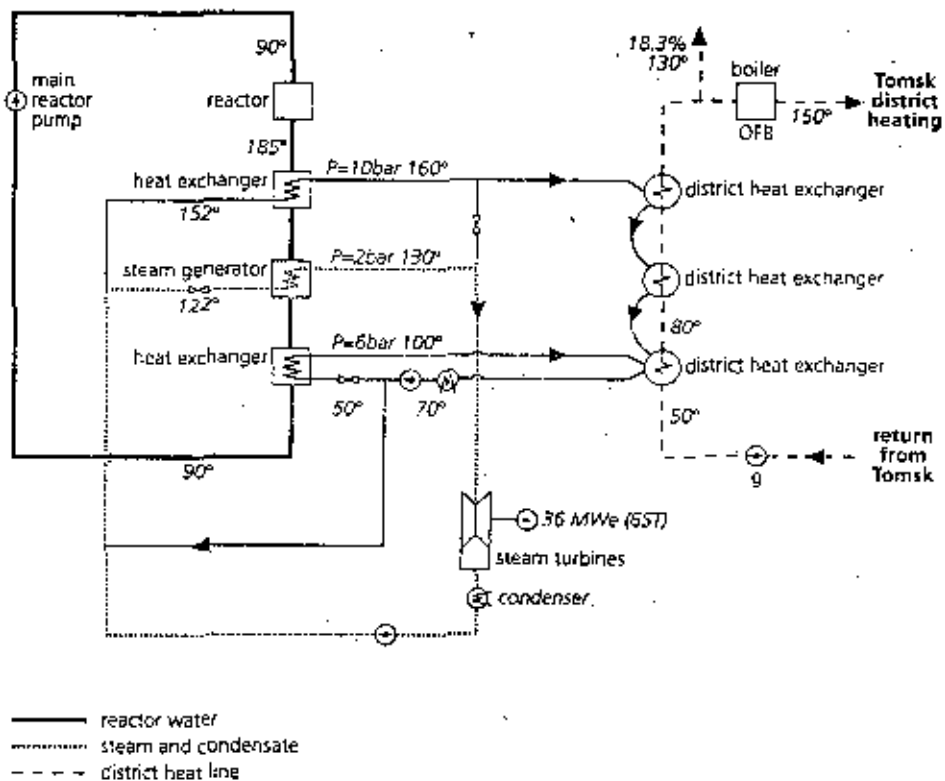 90°
main
reactor
pump
reactor
185°
heat exchanger
152°
P=10bar 160°
steam generator
122°
P=2bar 130°
heat exchanger
P=6bar 100°
50°
70°
90°
18.3%
130°
boiler
OFB
150°
Tomsk
district
heating
district heat exchanger
district heat exchanger
80°
district heat exchanger
50°
return
from
Tomsk
9
36 MWe (6ST)
steam turbines
condenser
reactor water
steam and condensate
district heat line